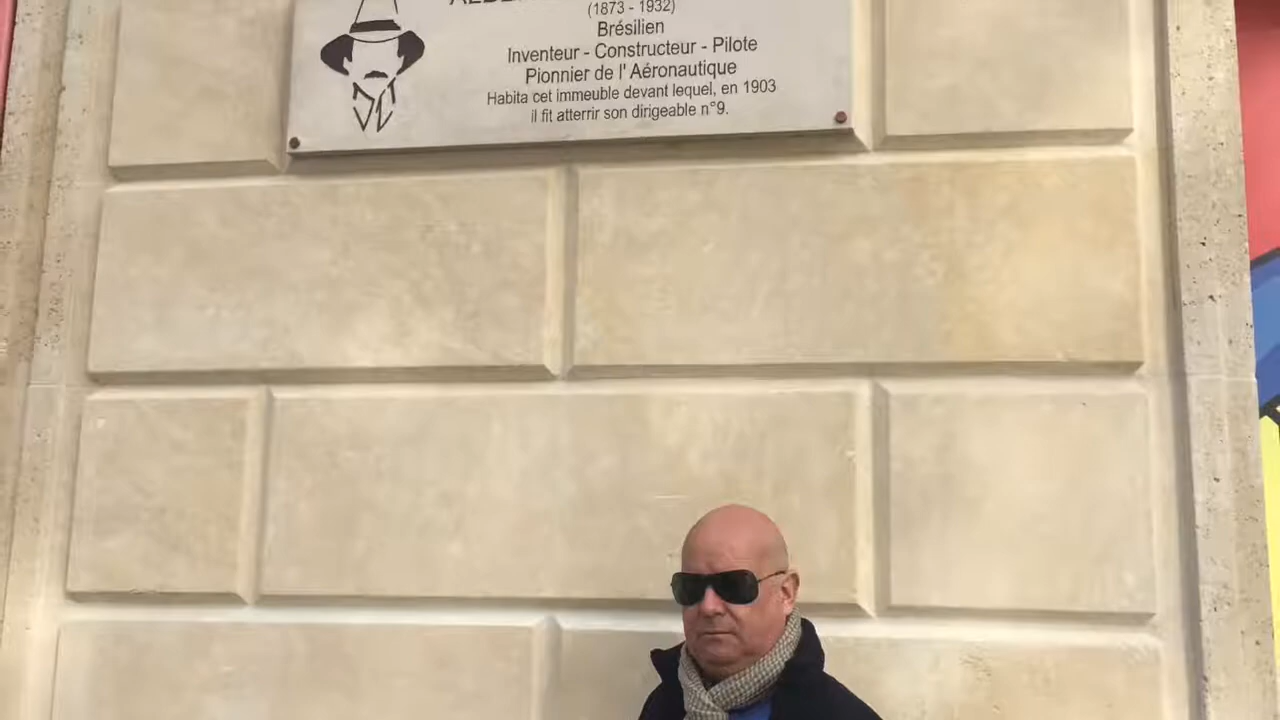 (1873 - 1932)
Brésilien
Inventeur - Constructeur - Pilote
Pionnier de l' Aéronautique
Habita cet immeuble devant lequel, en 1903
il fit atterrir son dirigeable n°9.